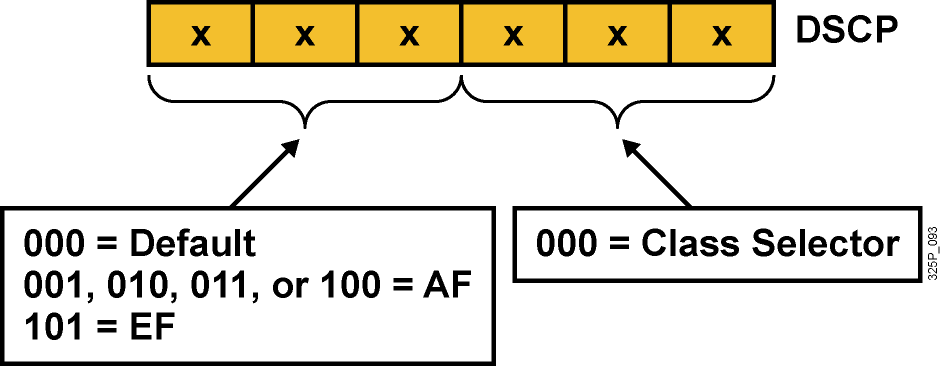 x x x x x x DSCP
000 = Default
001, 010, 011, or 100 = AF
101 = EF
000 = Class Selector
325P_093